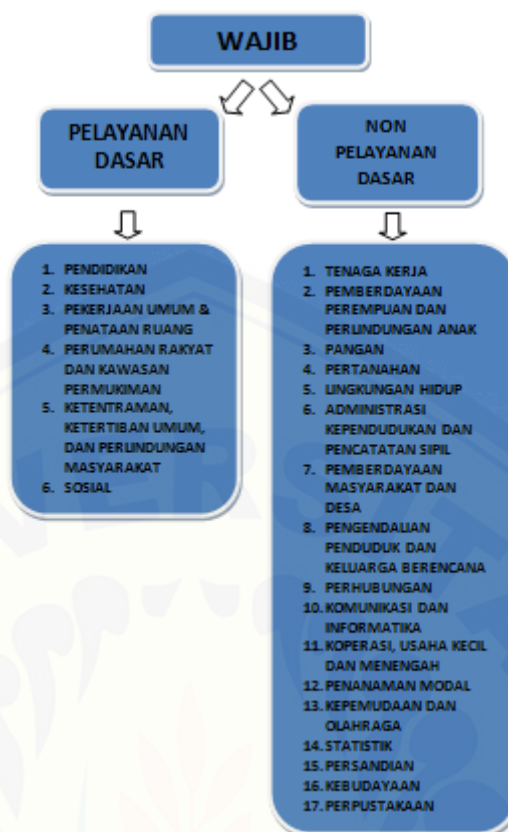 WAJIB
PELAYANAN
DASAR
NON
PELAYANAN
DASAR
1. PENDIDIKAN
2. KESEHATAN
3. PEKERJAAN UMUM &
PENATAAN RUANG
4. PERUMAHAN RAKYAT
DAN KAWASAN
PERMUKIMAN
5. KETENTRAMAN,
KETERTIBAN UMUM,
DAN PERLINDUNGAN
MASYARAKAT
6. SOSIAL
1. TENAGA KERJA
2. PEMBERDAYAAN
PEREMPUAN DAN
PERLINDUNGAN ANAK
3. PANGAN
4. PERTANAHAN
5. LINGKUNGAN HIDUP
6. ADMINISTRASI
KEPENDUDUKAN DAN
PENCATATAN SIPIL
7. PEMBERDAYAAN
MASYARAKAT DAN
DESA
8. PENGENDALIAN
PENDUDUK DAN
KELUARGA BERENCANA
9. PERHUBUNGAN
10. KOMUNIKASI DAN
INFORMATIKA
11. KOPERASI, USAHA KECIL
DAN MENENGAH
12. PENANAMAN MODAL
13. KEPEMUDAAN DAN
OLAHRAGA
14. STATISTIK
15. PERSANDIAN
16. KEBUDAYAAN
17. PERPUSTAKAAN